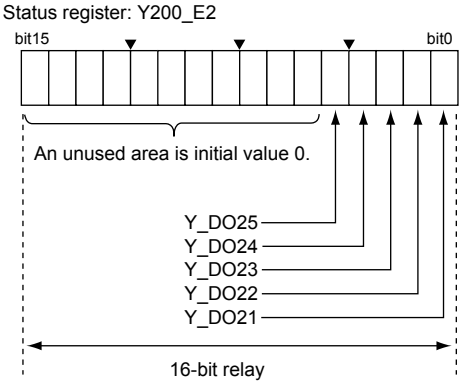 Status register: Y200_E2
bit15
bit0
An unused area is initial value 0.
Y_DO25
Y_DO24
Y_DO23
Y_DO22
Y_DO21
16-bit relay